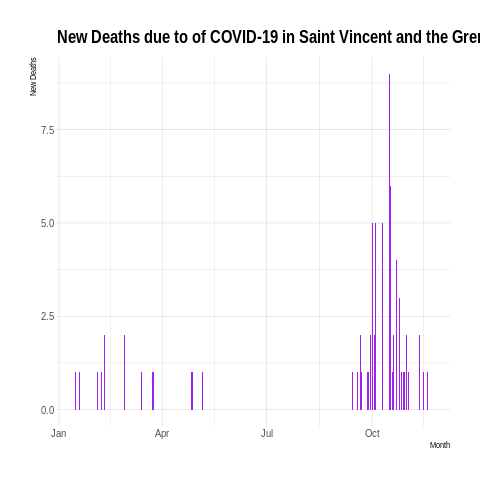 New Deaths due to of COVID-19 in Saint Vincent and the Gren
New Deaths
7.5
5.0
2.5
0.0
Jan Apr Jul Oct
Month